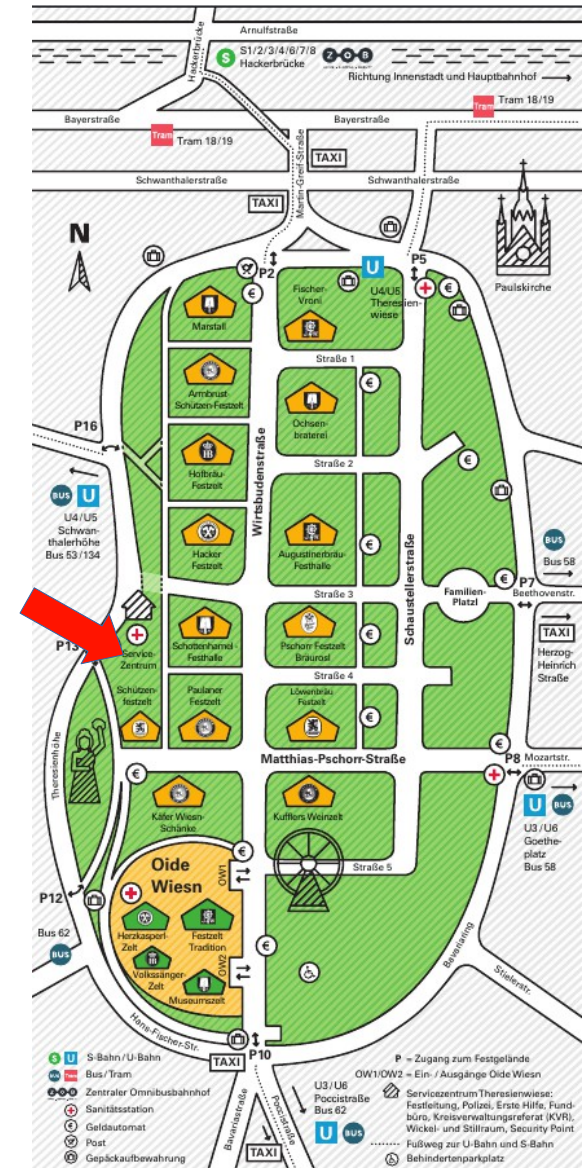 Arnulfstraße
S1/2/3/4/6/7/8
Hackerbrücke
Z O B
Hackerbrücke
Richtung Innenstadt und Hauptbahnhof
Tram Tram 18/19
Bayerstraße
Bayerstraße
Tram Tram 18/19
Martin-Greif-Straße
TAXI
Schwanthalerstraße
Schwanthalerstraße
TAXI
N
Paulskirche
P2
U
U4/U5
Theresien-
wiese
P5
Fischer-
Vroni
Marstall
Straße 1
Armbrust-
Schützen-Festzelt
Ochsen-
braterei
P16
Straße 2
Hofbräu-
Festzelt
Wirtsbudenstraße
Schaustellerstraße
BUS U
U4/U5
Schwan-
thalerhöhe
Bus 53/134
Hacker
Festzelt
Augustinerbräu-
Festhalle
BUS
Bus 58
P7
Beethovenstr.
Straße 3
Familien-
Platzl
TAXI
Herzog-
Heinrich
Straße
P13
Service-
Zentrum
Schottenhamel-
Festhalle
Pschorr Festzelt
Bräurosl
Straße 4
Schützen-
festzelt
Paulaner
Festzelt
Löwenbräu
Festzelt
Theresienhöhe
Matthias-Pschorr-Straße
P8
Mozartstr.
U BUS
U3/U6
Goethe-
platz
Bus 58
Käfer Wiesn-
Schänke
Kufflers Weinzelt
Oide
Wiesn
OW1
Straße 5
P12
Bus 62
BUS
Herzkasperl-
Zelt
Festzelt
Tradition
Volkssänger-
Zelt
Museumszelt
OW2
Bavariaring
Stielerstr.
Hans-Fischer-Str.
P10
TAXI
Bavariastraße
Poccistraße
TAXI
U3/U6
Poccistraße
Bus 62
U BUS
S U S-Bahn/U-Bahn
BUS Tram Bus/Tram
Z O B Zentraler Omnibusbahnhof
Sanitätsstation
€ Geldautomat
Post
Gepäckaufbewahrung
P = Zugang zum Festgelände
OW1/OW2 = Ein- / Ausgänge Oide Wiesn
Servicezentrum Theresienwiese:
Festleitung, Polizei, Erste Hilfe, Fund-
büro, Kreisverwaltungsreferat (KVR),
Wickel- und Stillraum, Security Point
Fußweg zur U-Bahn und S-Bahn
Behindertenparkplatz